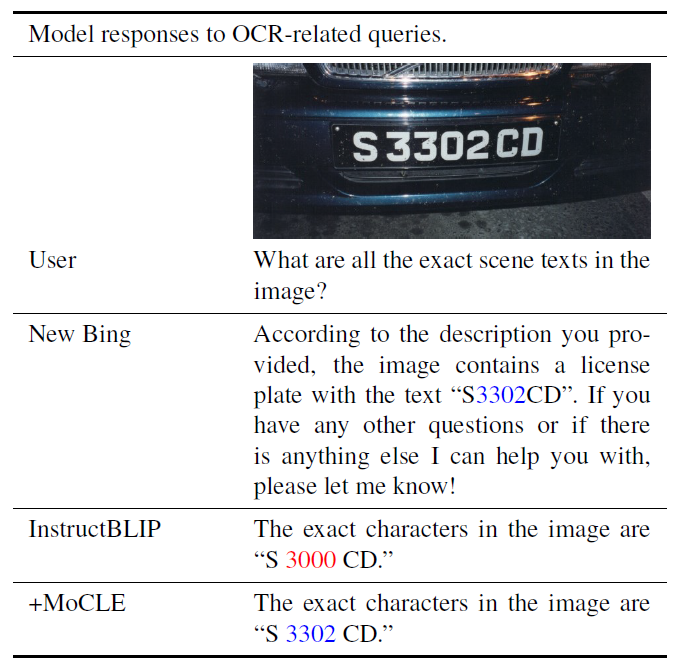 Model responses to OCR-related queries.
S 3302 CD
User
What are all the exact scene texts in the
image?
New Bing
According to the description you pro-
vided, the image contains a license
plate with the text “S3302CD”. If you
have any other questions or if there
is anything else I can help you with,
please let me know!
InstructBLIP
The exact characters in the image are
“S 3000 CD.”
+MoCLE
The exact characters in the image are
“S 3302 CD.”